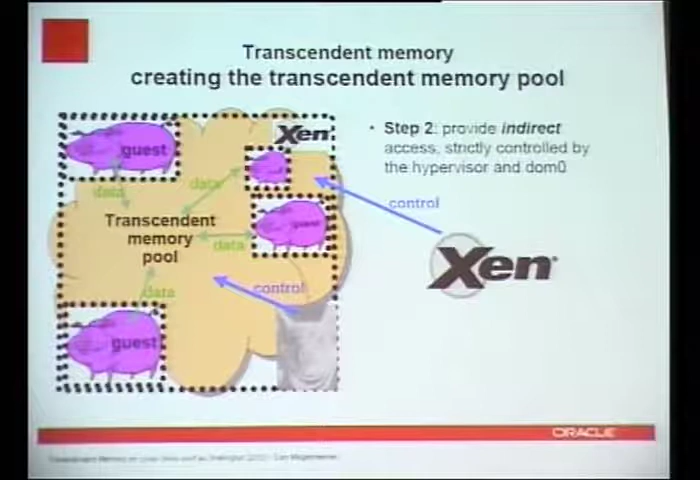 Transcendent memory
creating the transcendent memory pool
guest
Xen
data
data
guest
Transcendent
memory
pool
data
data
control
guest
• Step 2: provide indirect
access, strictly controlled by
the hypervisor and dom0
control
Xen
ORACLE